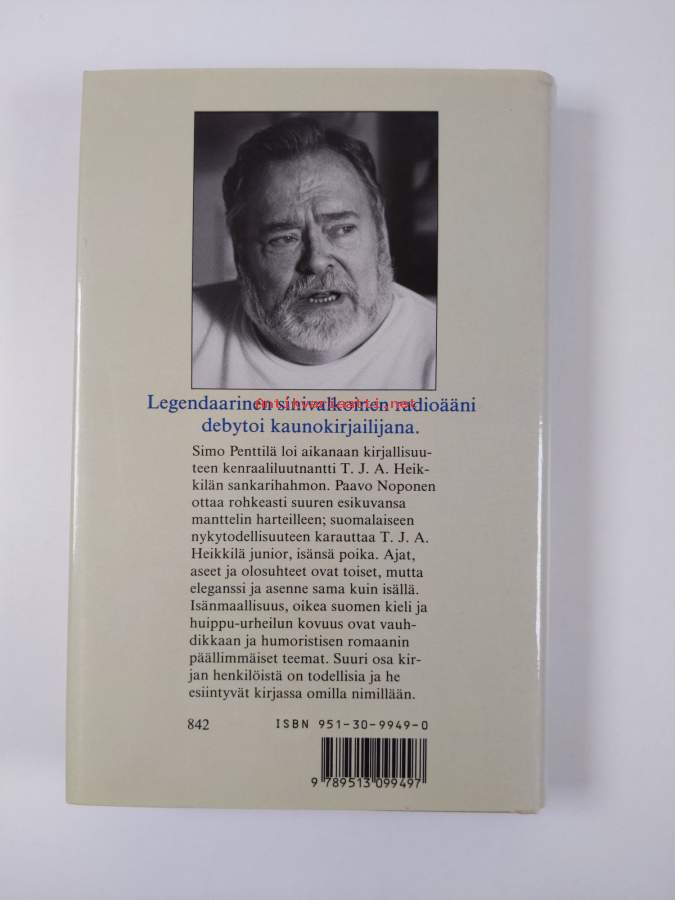 Legendaarinen sinivalkoinen radioääni
Antikvariaatti.net
debytoi kaunokirjailijana.
Simo Penttilä loi aikanaan kirjallisuu-
teen kenraaliluutnantti T. J. A. Heik-
kilän sankarihahmon. Paavo Noponen
ottaa rohkeasti suuren esikuvansa
manttelin harteilleen; suomalaiseen
nykytodellisuuteen karauttaa T. J. A.
Heikkilä junior, isänsä poika. Ajat,
aseet ja olosuhteet ovat toiset, mutta
eleganssi ja asenne sama kuin isällä.
Isänmaallisuus, oikea suomen kieli ja
huippu-urheilun kovuus ovat vauh-
dikkaan ja humoristisen romaanin
päällimmäiset teemat. Suuri osa kir-
jan henkilöistä on todellisia ja he
esiintyvät kirjassa omilla nimillään.
842 ISBN 951-30-9949-0
9 789513 099497